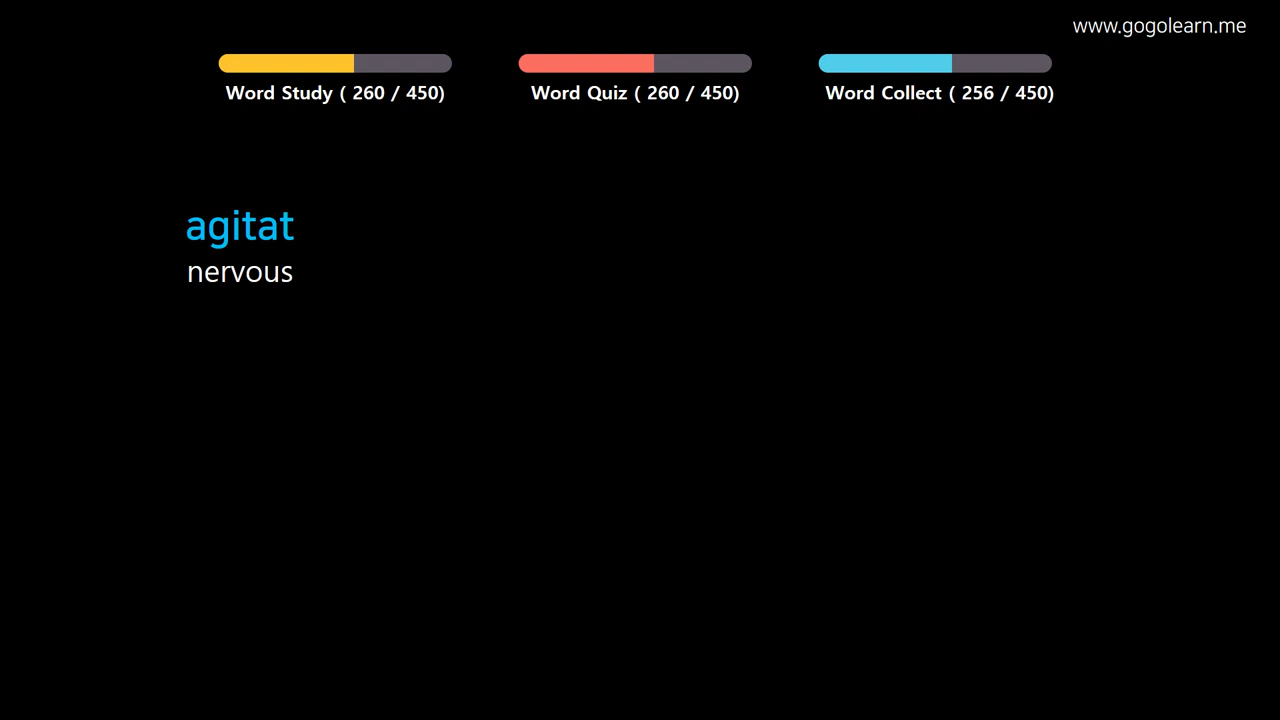 www.gogolearn.me
Word Study ( 260 / 450)
Word Quiz ( 260 / 450)
Word Collect ( 256 / 450)
agitat
nervous